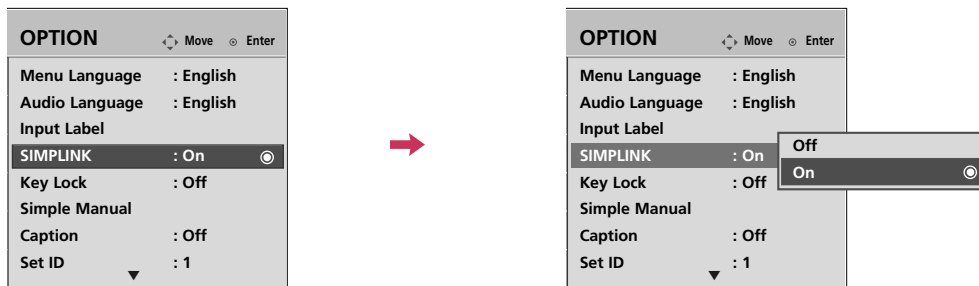 OPTION Move Enter
Menu Language : English
Audio Language : English
Input Label
SIMPLINK : On
Key Lock : Off
Simple Manual
Caption : Off
Set ID : 1
OPTION Move Enter
Menu Language : English
Audio Language : English
Input Label
SIMPLINK : On
Key Lock : Off
Simple Manual
Caption : Off
Set ID : 1
Off
On